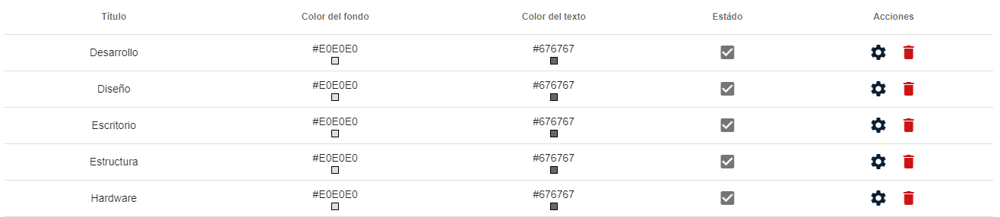 Título Color del fondo Color del texto Estádo Acciones
Desarrollo #E0E0E0 #676767
Diseño #E0E0E0 #676767
Escritorio #E0E0E0 #676767
Estructura #E0E0E0 #676767
Hardware #E0E0E0 #676767